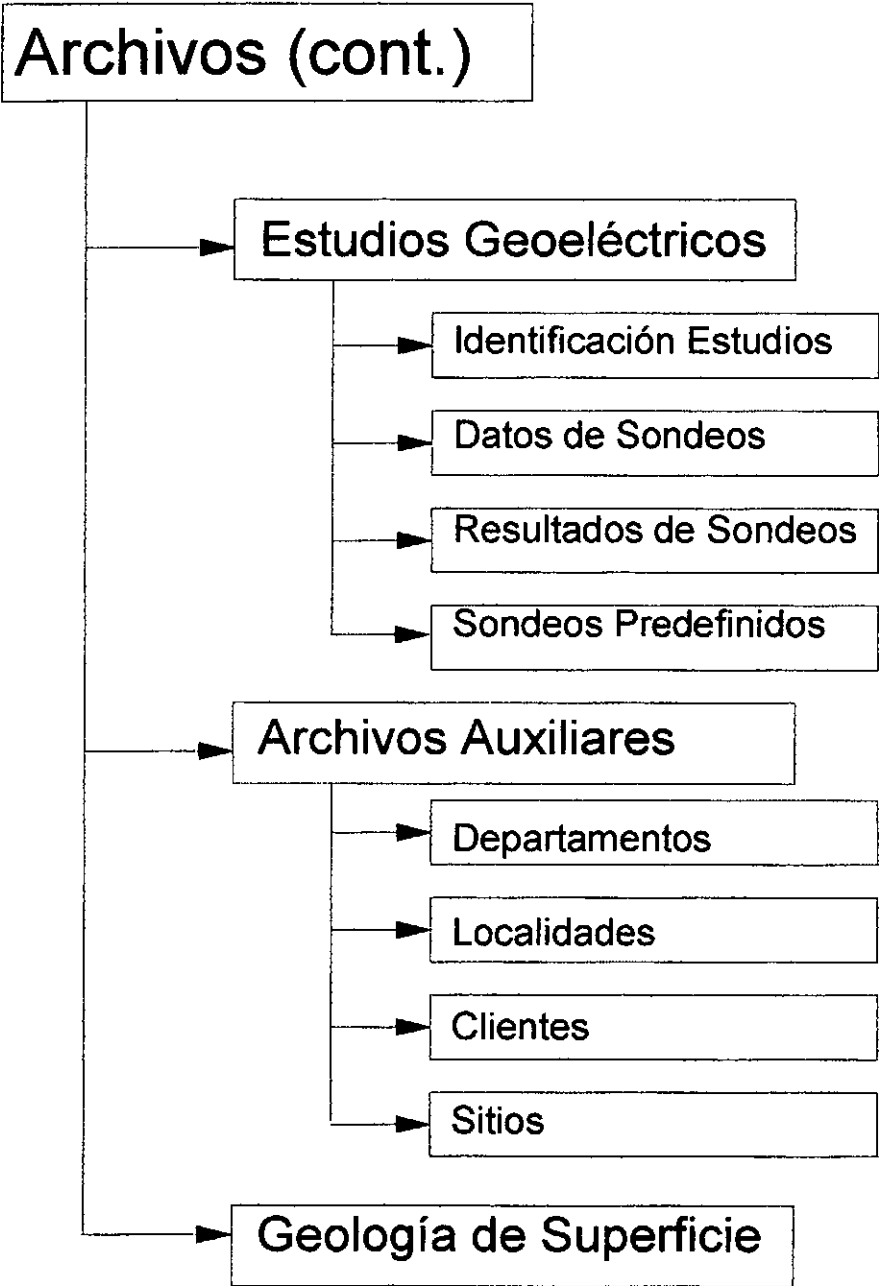 Archivos (cont.)
Estudios Geoeléctricos
Identificación Estudios
Datos de Sondeos
Resultados de Sondeos
Sondeos Predefinidos
Archivos Auxiliares
Departamentos
Localidades
Clientes
Sitios
Geología de Superficie